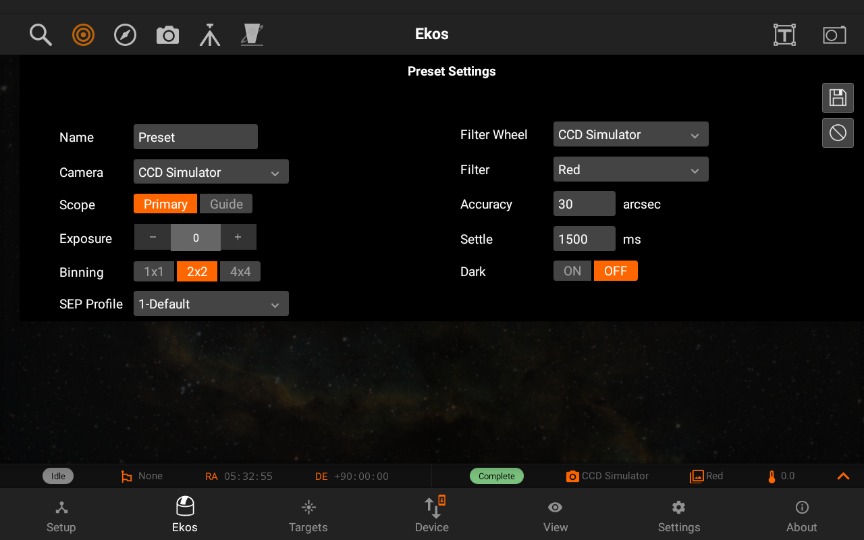 Ekos
Preset Settings
Name Preset
Camera CCD Simulator
Scope Primary Guide
Exposure − 0 +
Binning 1x1 2x2 4x4
SEP Profile 1-Default
Filter Wheel CCD Simulator
Filter Red
Accuracy 30 arcsec
Settle 1500 ms
Dark ON OFF
Idle None RA 05:32:55 DE +90:00:00 Complete CCD Simulator Red 0.0
Setup Ekos Targets Device View Settings About